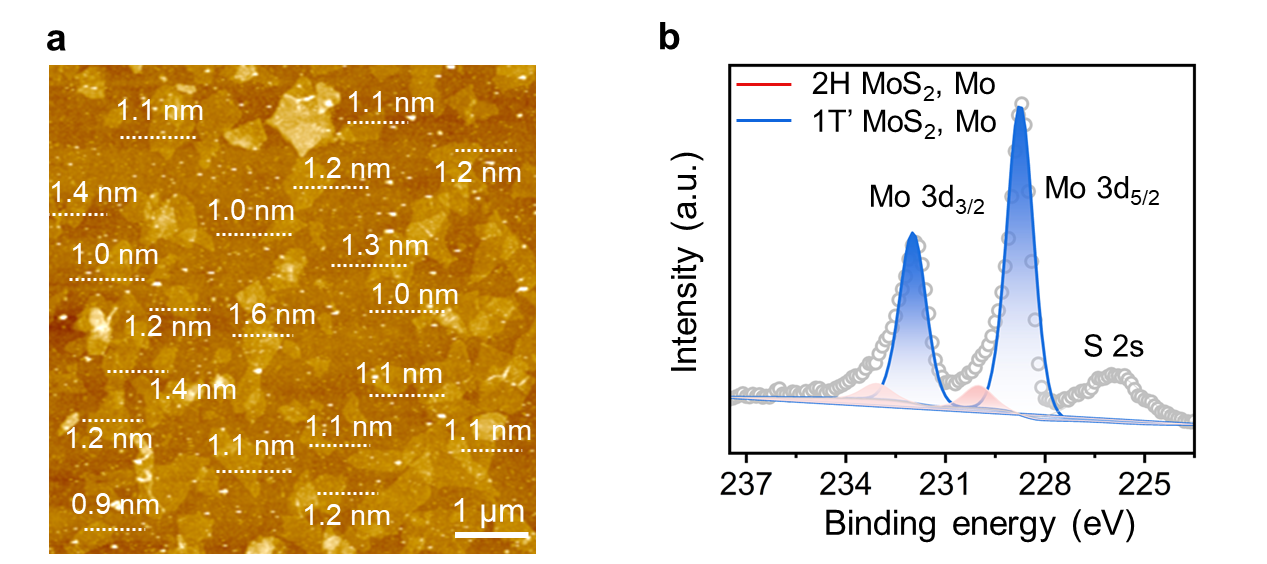 a
1.1 nm
1.1 nm
1.2 nm
1.2 nm
1.4 nm
1.0 nm
1.3 nm
1.0 nm
1.0 nm
1.6 nm
1.2 nm
1.1 nm
1.4 nm
1.1 nm
1.1 nm
1.2 nm
1.1 nm
0.9 nm
1.2 nm
1 µm
b
2H MoS₂, Mo
1T’ MoS₂, Mo
Mo 3d₃/₂
Mo 3d₅/₂
S 2s
Intensity (a.u.)
237 234 231 228 225
Binding energy (eV)